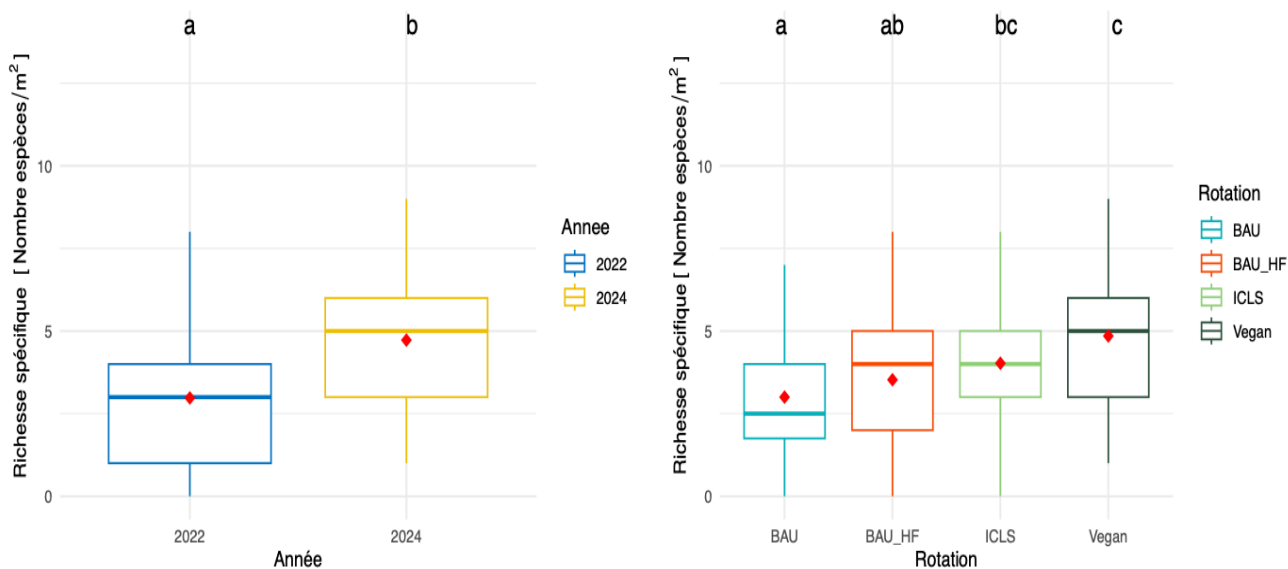 a b
Richesse spécifique [ Nombre espèces/m² ]
10
5
0
2022 2024
Année
Annee
2022
2024
a ab bc c
Richesse spécifique [ Nombre espèces/m² ]
10
5
0
BAU BAU_HF ICLS Vegan
Rotation
Rotation
BAU
BAU_HF
ICLS
Vegan